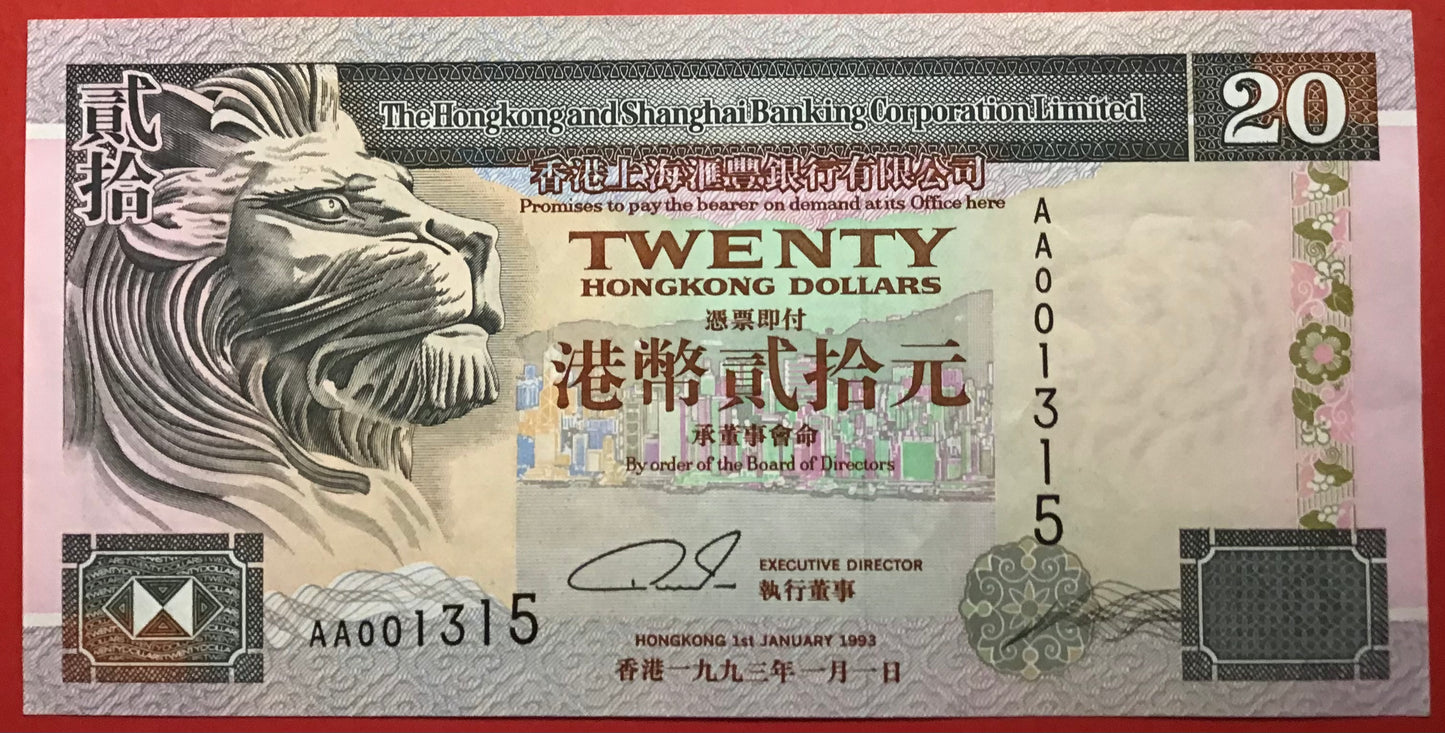 貳拾
The Hongkong and Shanghai Banking Corporation Limited
20
香港上海滙豐銀行有限公司
Promises to pay the bearer on demand at its Office here
TWENTY
HONGKONG DOLLARS
憑票即付
港幣貳拾元
承董事會命
By order of the Board of Directors
AA001315
EXECUTIVE DIRECTOR
執行董事
AA001315
HONGKONG 1st JANUARY 1993
香港一九九三年一月一日